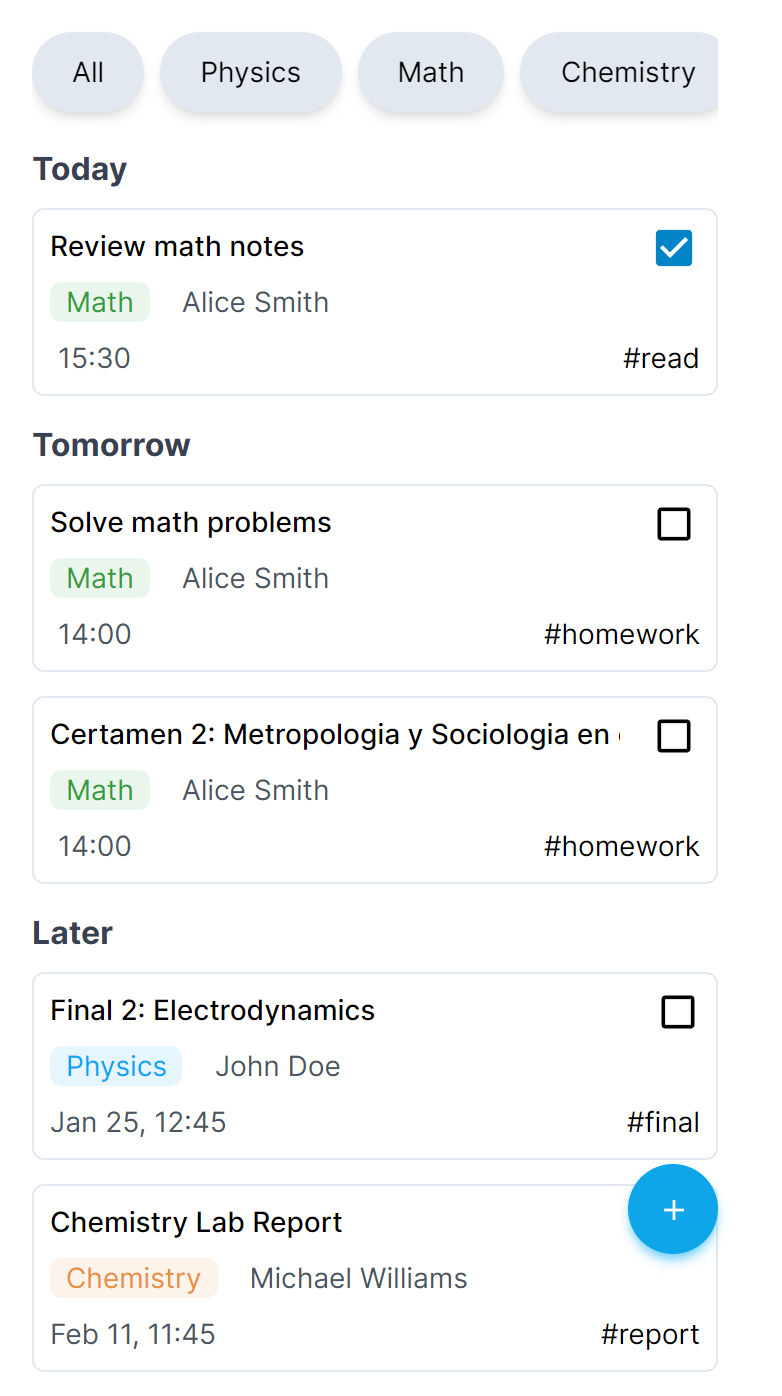 All Physics Math Chemistry
Today
Review math notes
Math Alice Smith
15:30 #read
Tomorrow
Solve math problems
Math Alice Smith
14:00 #homework
Certamen 2: Metropologia y Sociologia en
Math Alice Smith
14:00 #homework
Later
Final 2: Electrodynamics
Physics John Doe
Jan 25, 12:45 #final
+
Chemistry Lab Report
Chemistry Michael Williams
Feb 11, 11:45 #report